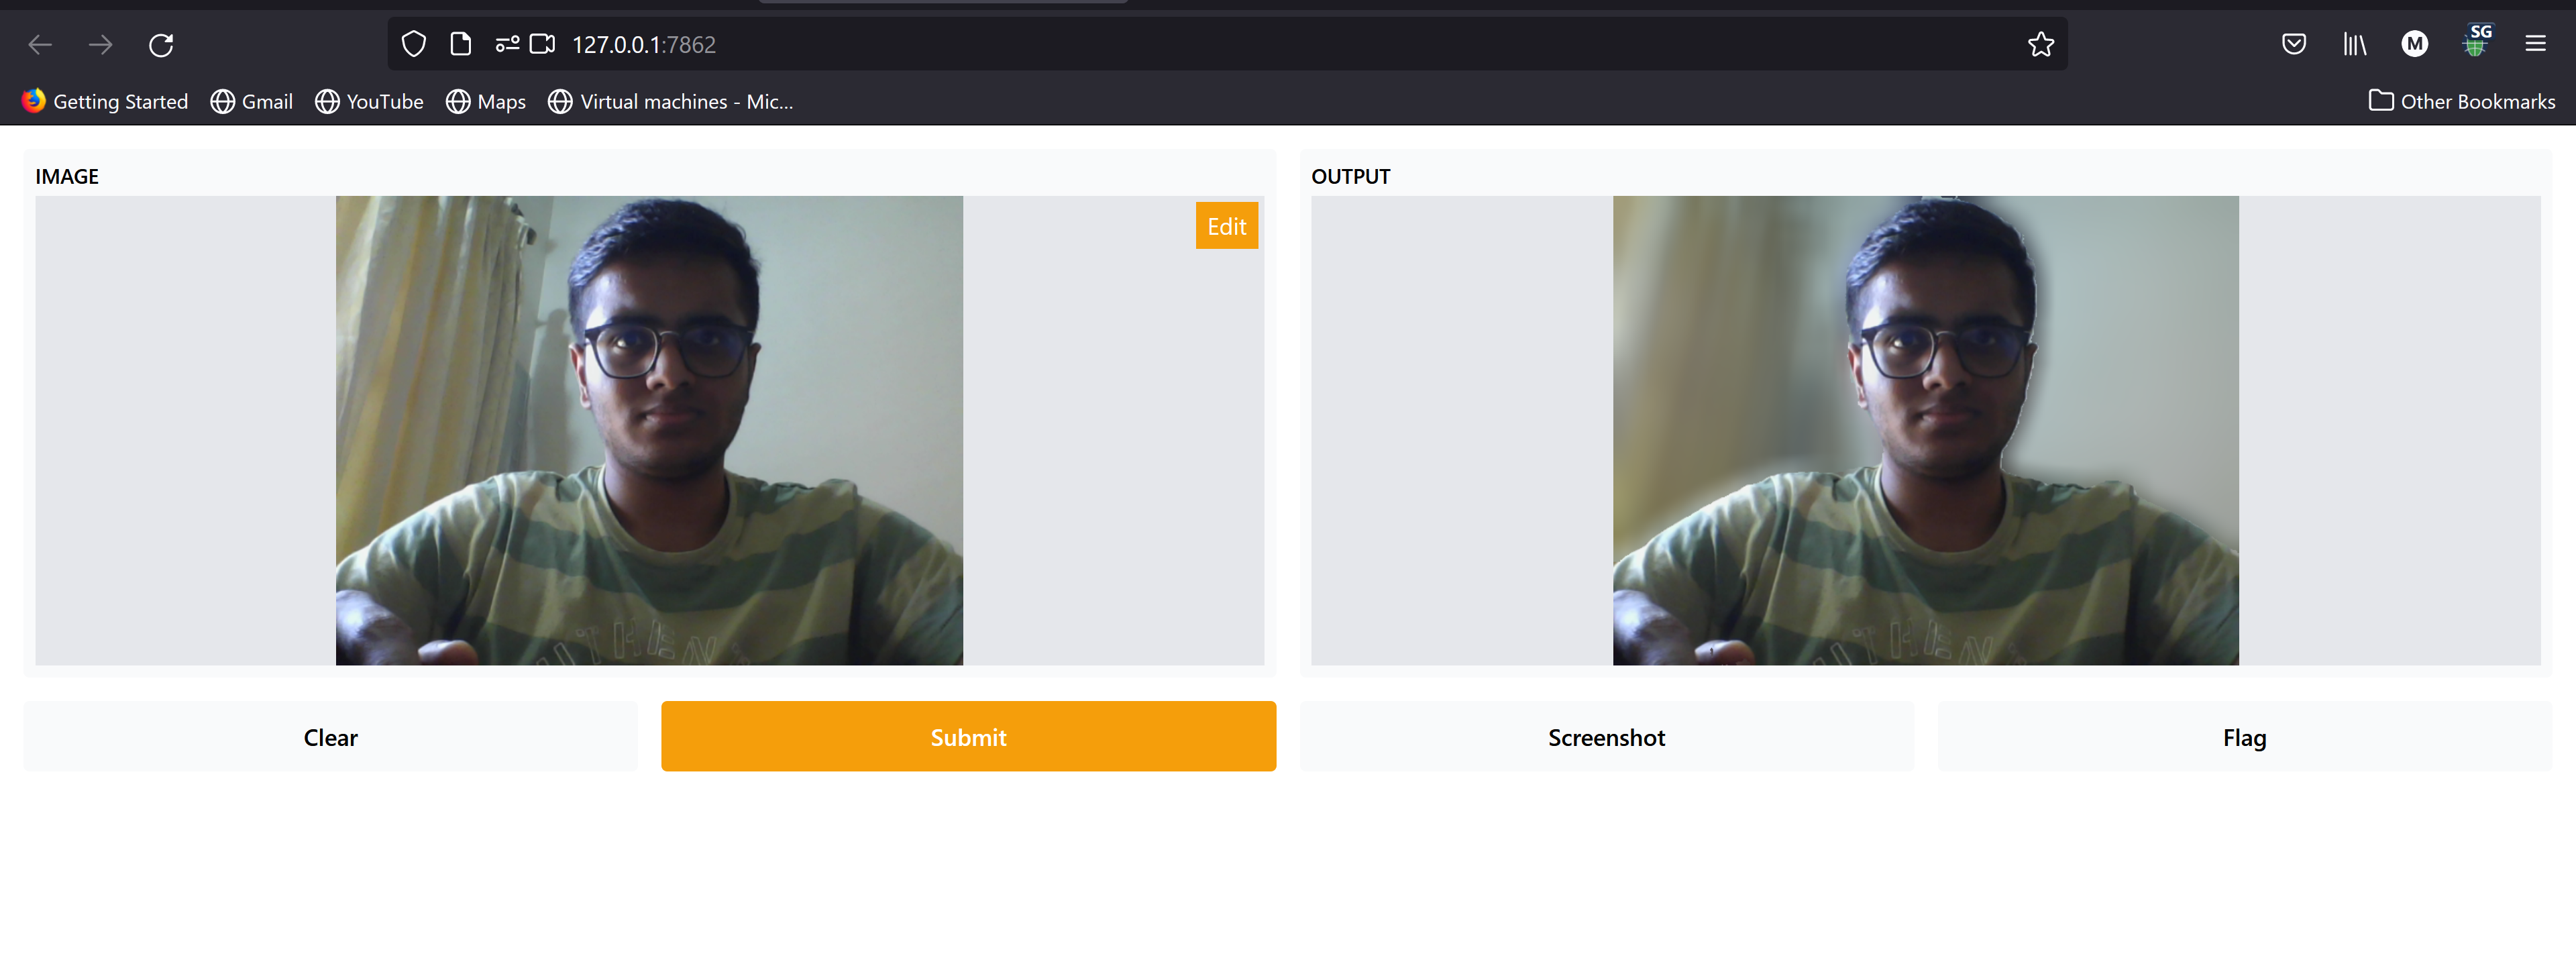 127.0.0.1:7862
M
SG
Getting Started
Gmail
YouTube
Maps
Virtual machines - Mic...
Other Bookmarks
IMAGE
OUTPUT
Edit
Clear
Submit
Screenshot
Flag